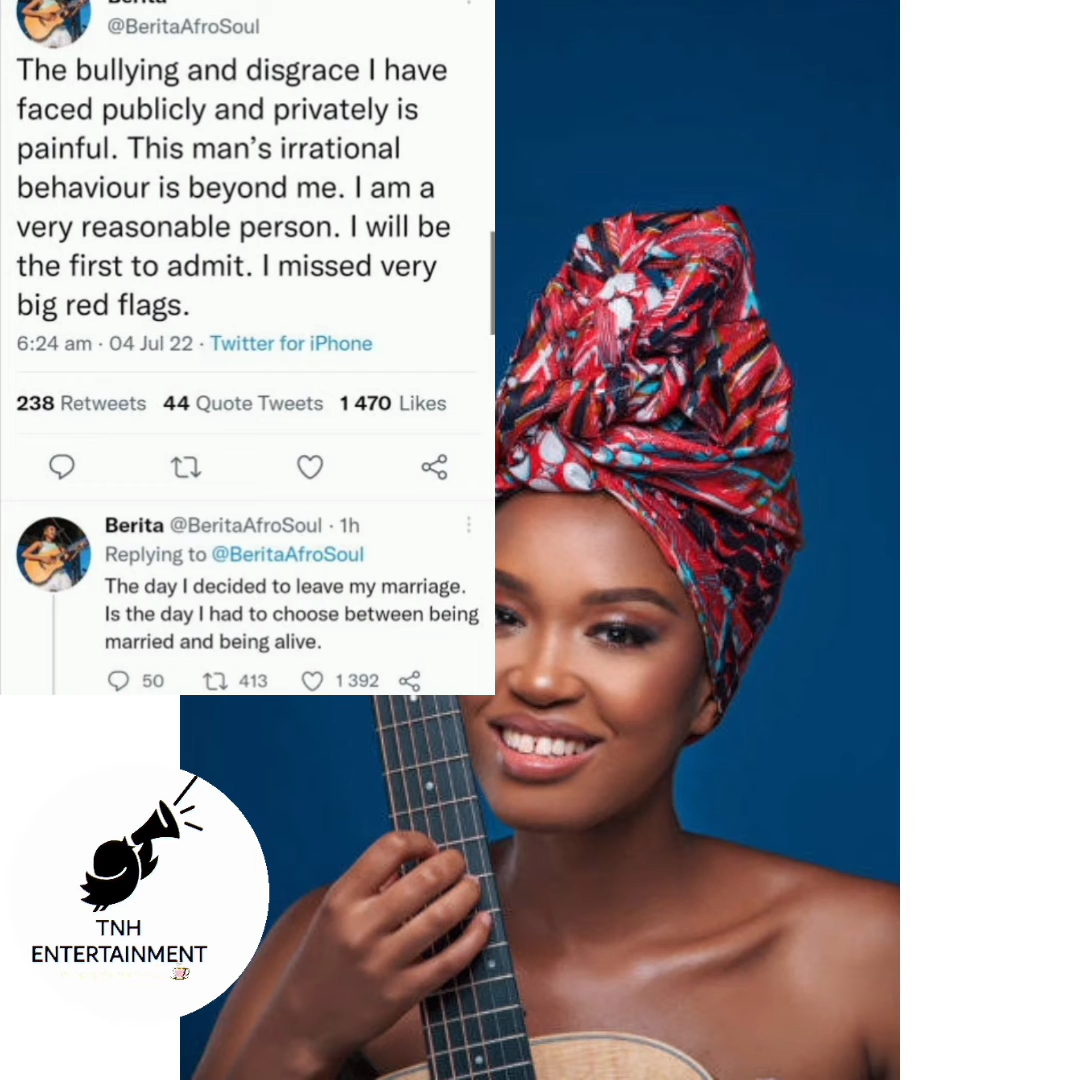 Berita
@BeritaAfroSoul
The bullying and disgrace I have
faced publicly and privately is
painful. This man's irrational
behaviour is beyond me. I am a
very reasonable person. I will be
the first to admit. I missed very
big red flags.
6:24 am · 04 Jul 22 · Twitter for iPhone
238 Retweets 44 Quote Tweets 1 470 Likes
Berita @BeritaAfroSoul · 1h
Replying to @BeritaAfroSoul
The day I decided to leave my marriage.
Is the day I had to choose between being
married and being alive.
50 413 1 392
TNH
ENTERTAINMENT